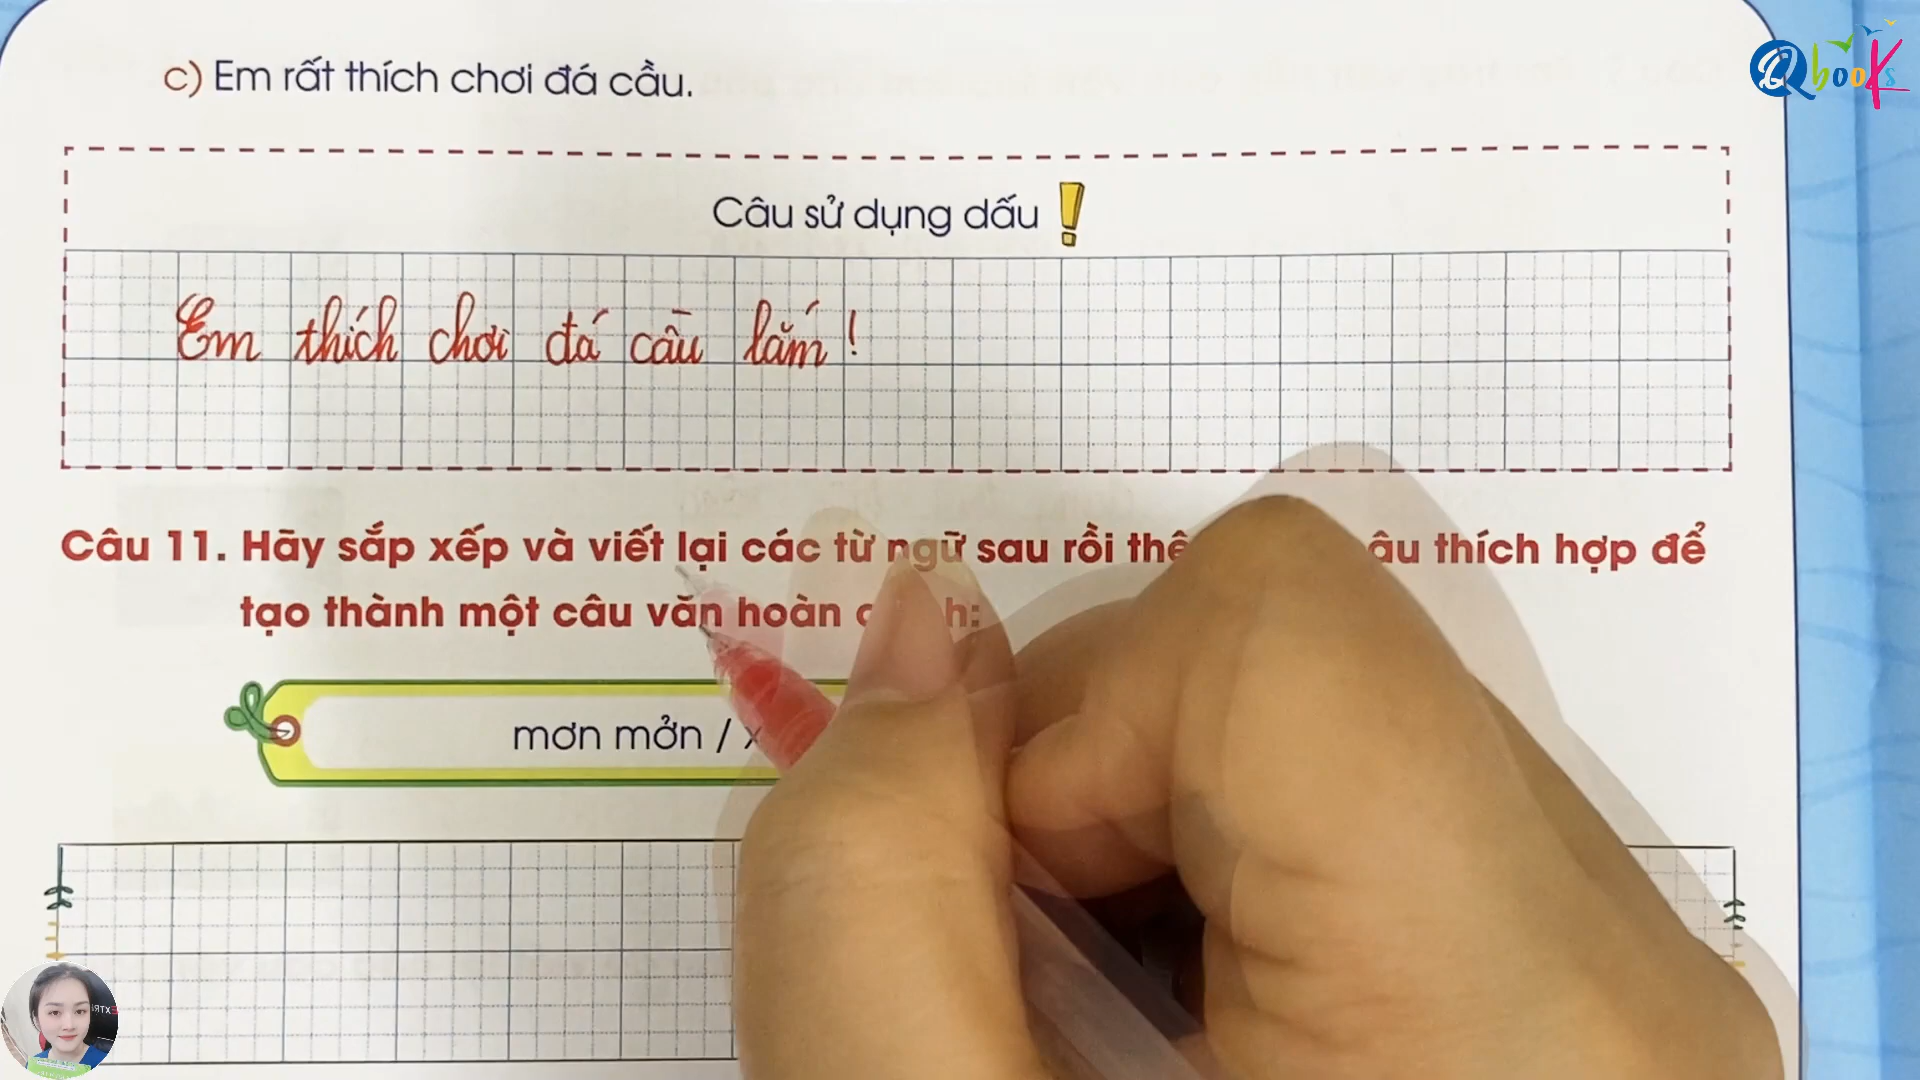 Qbooks
c) Em rất thích chơi đá cầu.
Câu sử dụng dấu !
Em thích chơi đá cầu lắm !
Câu 11. Hãy sắp xếp và viết lại các từ ngữ sau rồi thê âu thích hợp để
tạo thành một câu văn hoàn h:
mơn mởn /